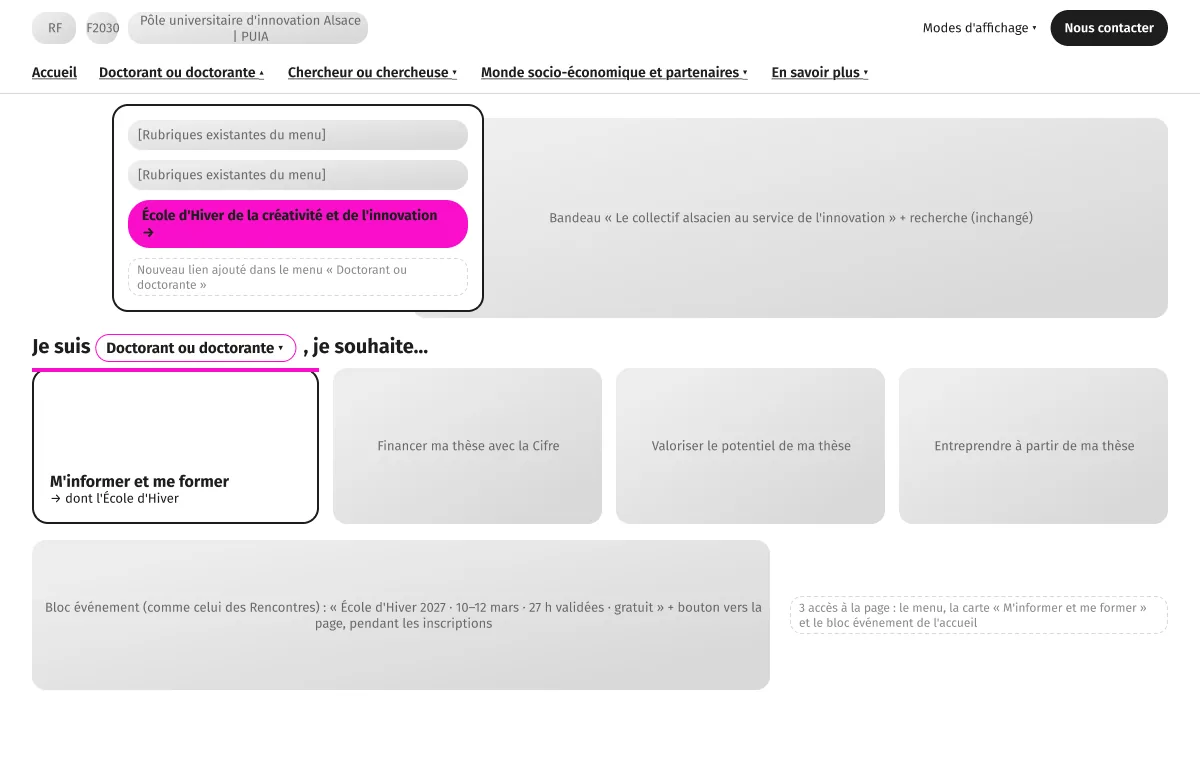 RF
F2030
Pôle universitaire d'innovation Alsace
| PUIA
Modes d'affichage ▾
Nous contacter
Accueil
Doctorant ou doctorante ▴
Chercheur ou chercheuse ▾
Monde socio-économique et partenaires ▾
En savoir plus ▾
[Rubriques existantes du menu]
[Rubriques existantes du menu]
École d'Hiver de la créativité et de l'innovation
→
Nouveau lien ajouté dans le menu « Doctorant ou
doctorante »
Bandeau « Le collectif alsacien au service de l'innovation » + recherche (inchangé)
Je suis Doctorant ou doctorante ▾ , je souhaite...
M'informer et me former
→ dont l'École d'Hiver
Financer ma thèse avec la Cifre
Valoriser le potentiel de ma thèse
Entreprendre à partir de ma thèse
Bloc événement (comme celui des Rencontres) : « École d'Hiver 2027 · 10–12 mars · 27 h validées · gratuit » + bouton vers la
page, pendant les inscriptions
3 accès à la page : le menu, la carte « M'informer et me former »
et le bloc événement de l'accueil